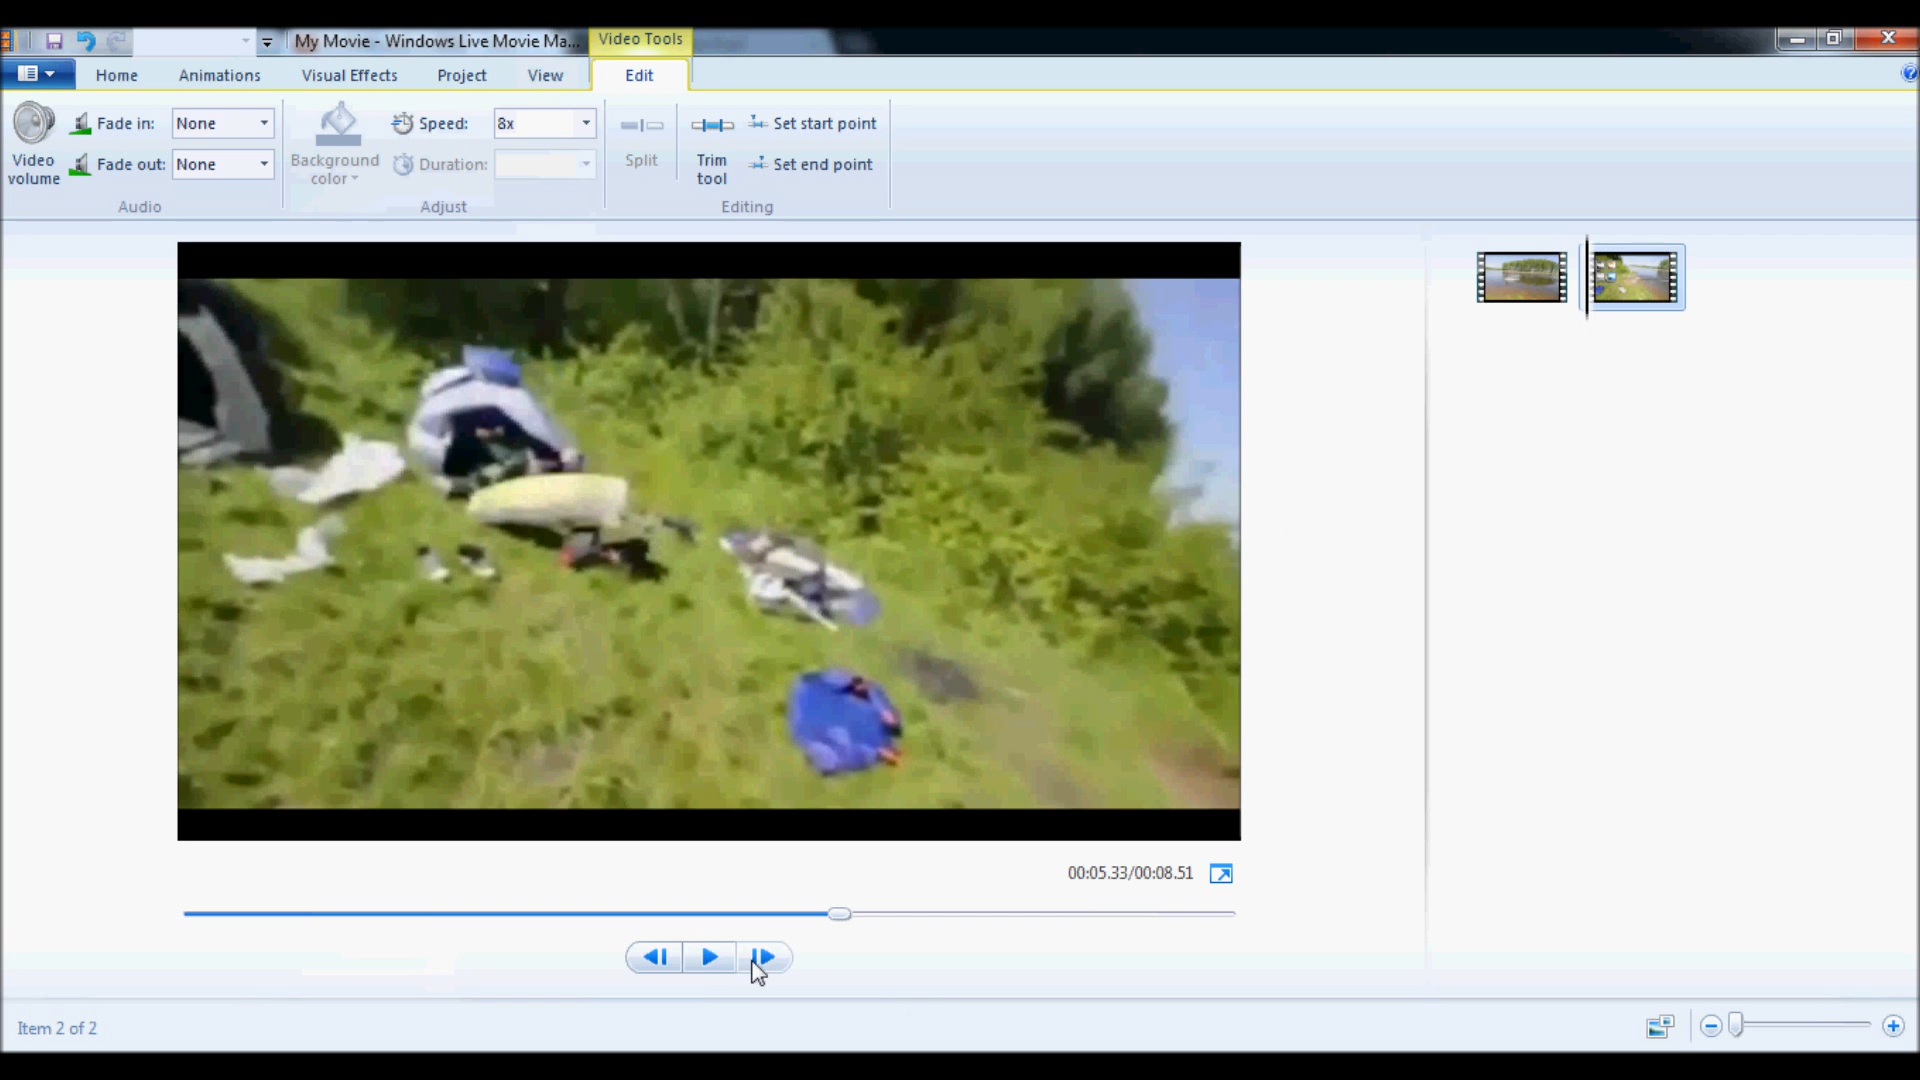 My Movie - Windows Live Movie Ma...
Video Tools
Home
Animations
Visual Effects
Project
View
Edit
Video volume
Fade in: None
Fade out: None
Audio
Background color
Speed: 8x
Duration:
Adjust
Split
Trim tool
Set start point
Set end point
Editing
00:05.33/00:08.51
Item 2 of 2